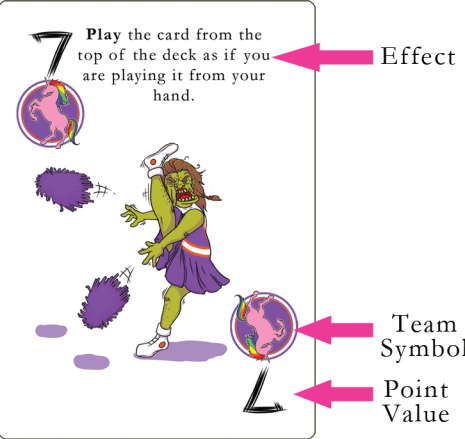 7
Play the card from the
top of the deck as if you
are playing it from your
hand.
Effect
Team
Symbol
7
Point
Value